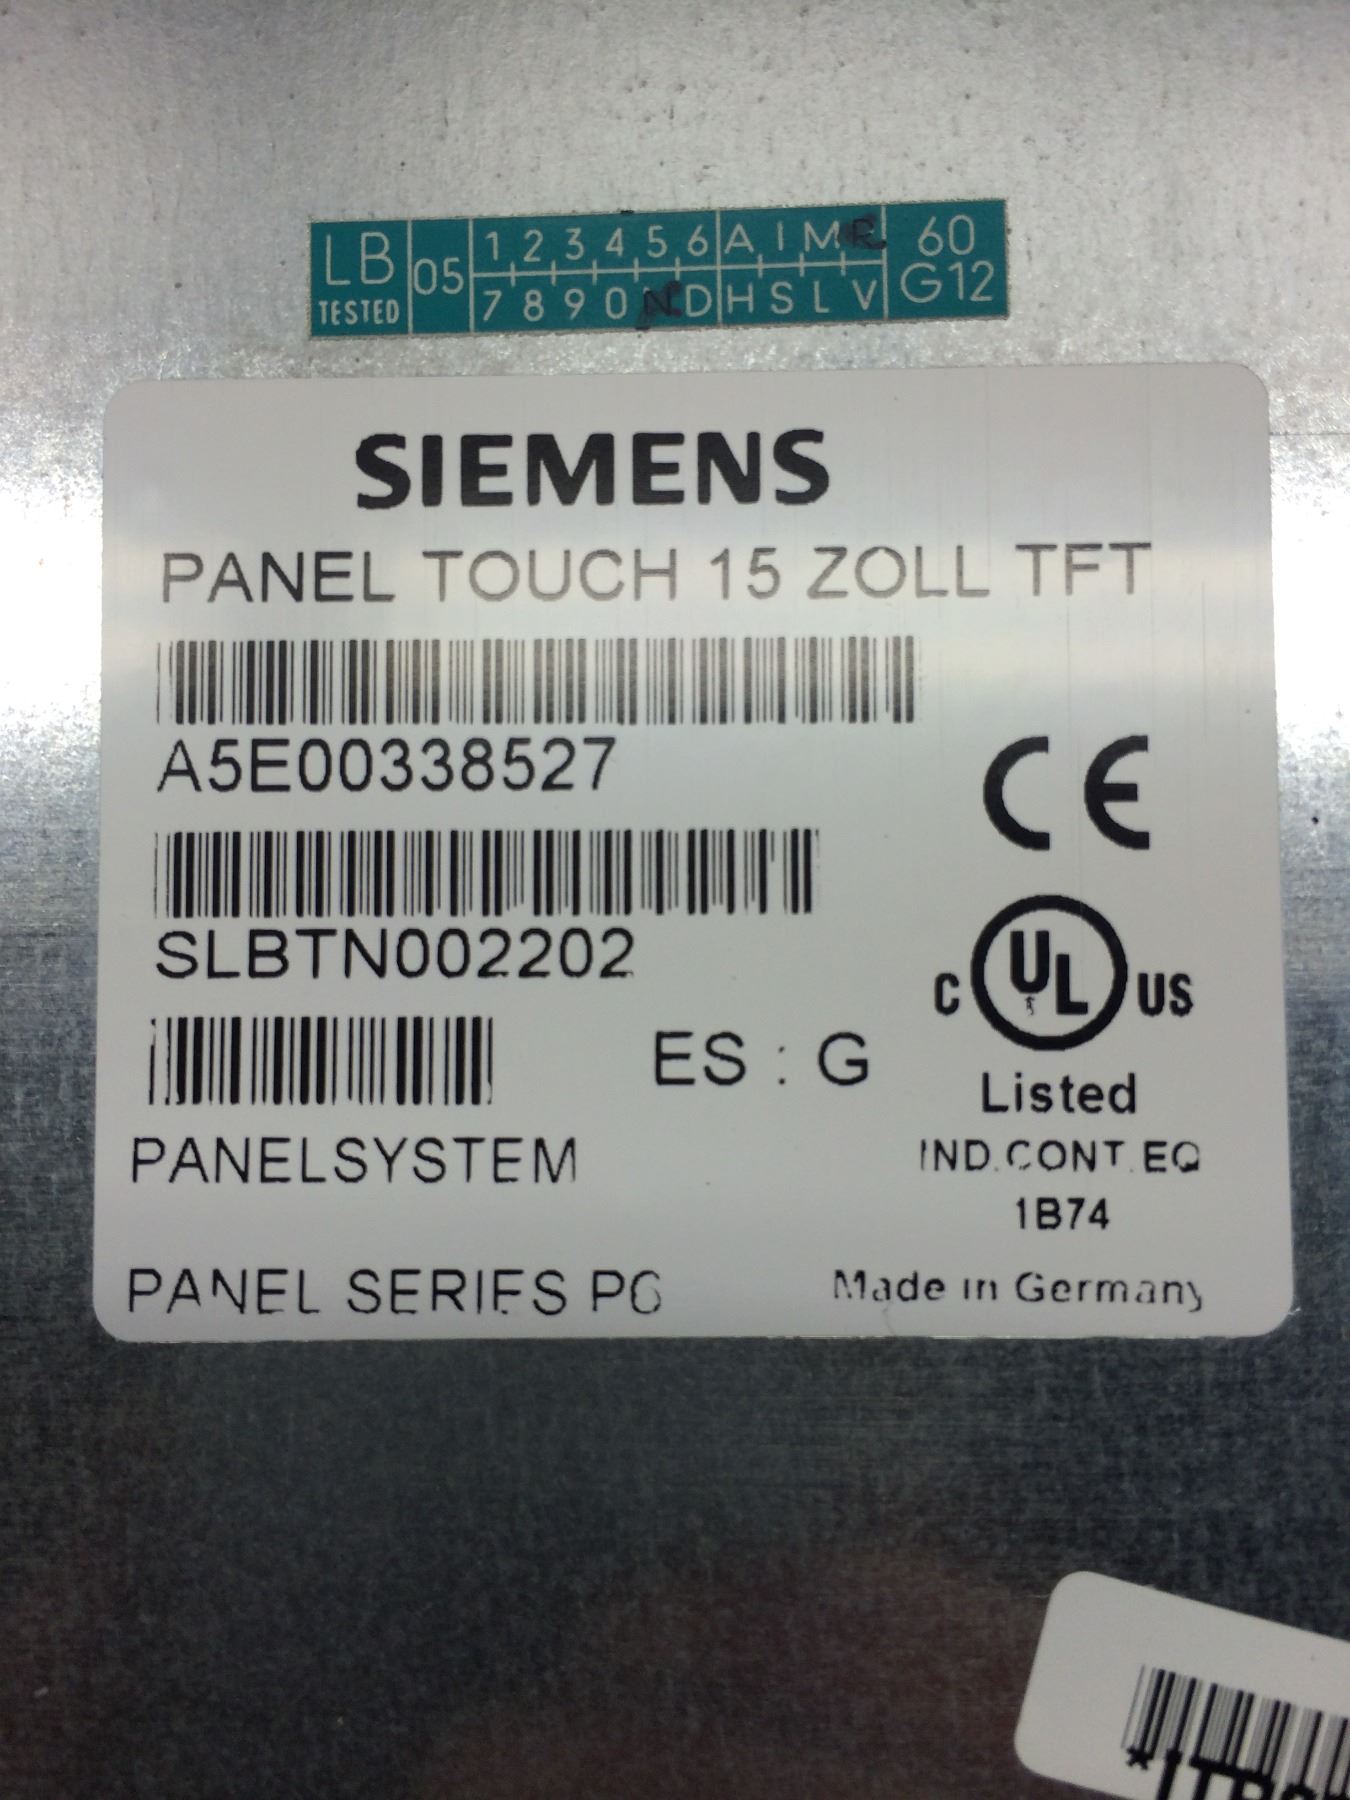 LB 05 1 2 3 4 5 6 A I M R 60
TESTED 7 8 9 0 N D H S L V G12
SIEMENS
PANEL TOUCH 15 ZOLL TFT
A5E00338527
CE
SLBTN002202
C UL US
ES : G
Listed
PANELSYSTEM
IND.CONT.EQ
1B74
PANEL SERIES PG
Made in Germany